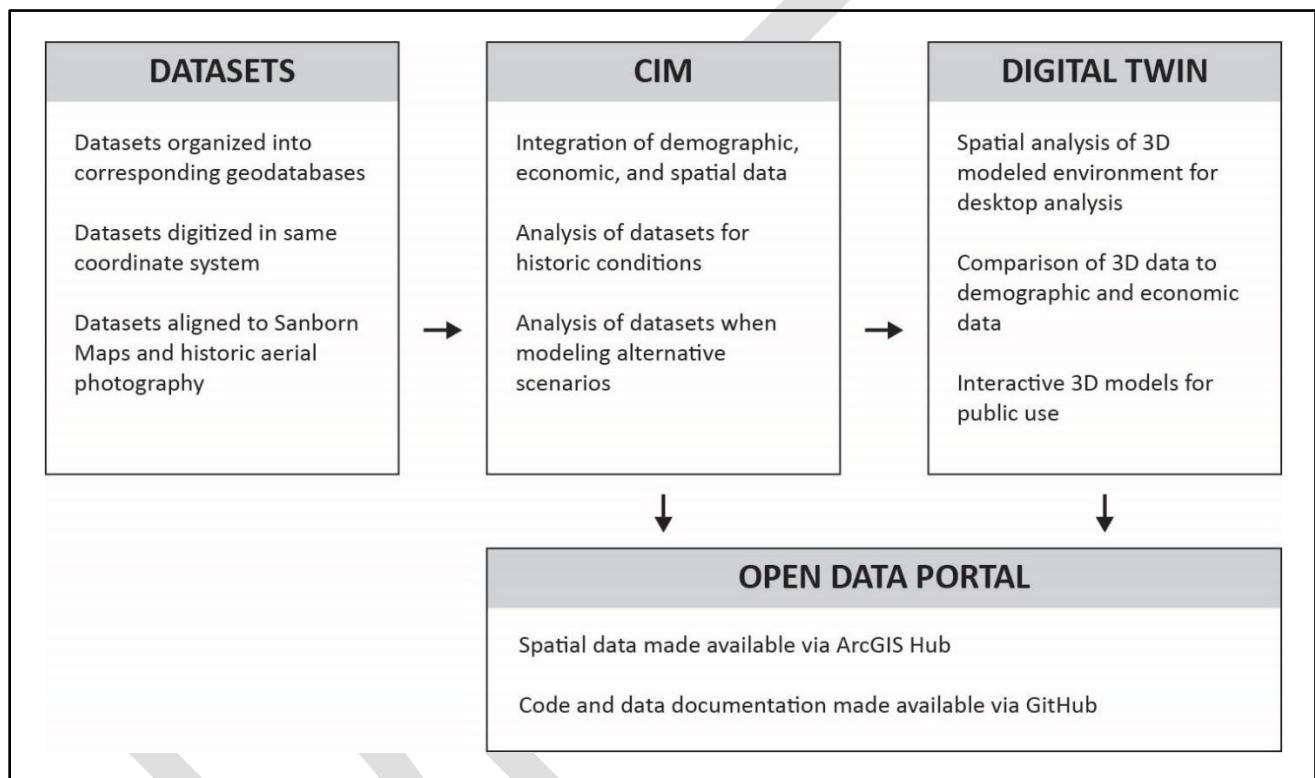 DATASETS
Datasets organized into
corresponding geodatabases
Datasets digitized in same
coordinate system
Datasets aligned to Sanborn
Maps and historic aerial
photography
CIM
Integration of demographic,
economic, and spatial data
Analysis of datasets for
historic conditions
Analysis of datasets when
modeling alternative
scenarios
DIGITAL TWIN
Spatial analysis of 3D
modeled environment for
desktop analysis
Comparison of 3D data to
demographic and economic
data
Interactive 3D models for
public use
OPEN DATA PORTAL
Spatial data made available via ArcGIS Hub
Code and data documentation made available via GitHub